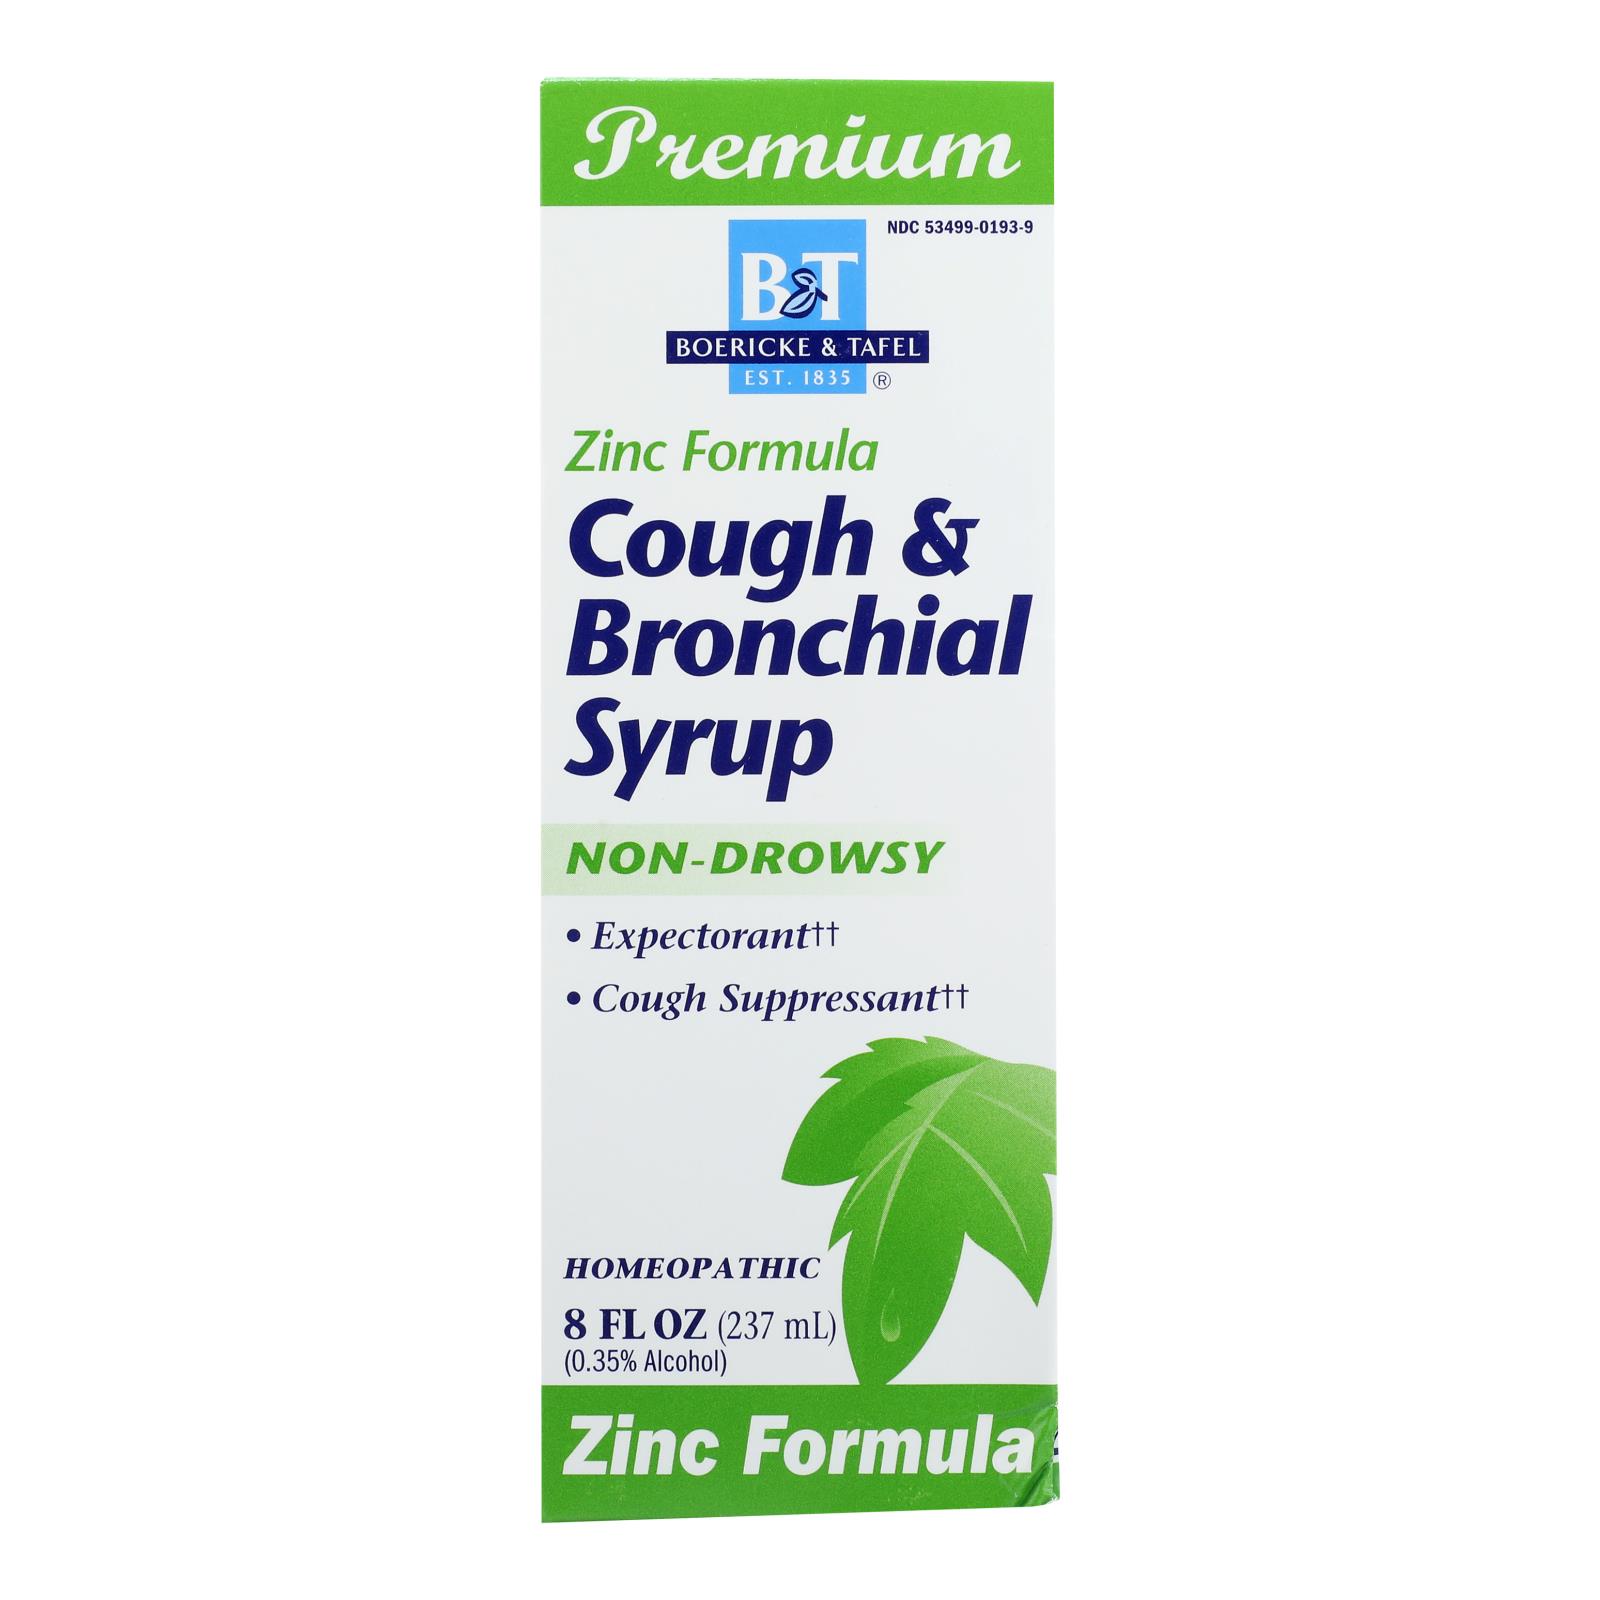 Premium
NDC 53499-0193-9
B&T
BOERICKE & TAFEL
EST. 1835 ®
Zinc Formula
Cough &
Bronchial
Syrup
NON-DROWSY
• Expectorant††
• Cough Suppressant††
HOMEOPATHIC
8 FL OZ (237 mL)
(0.35% Alcohol)
Zinc Formula